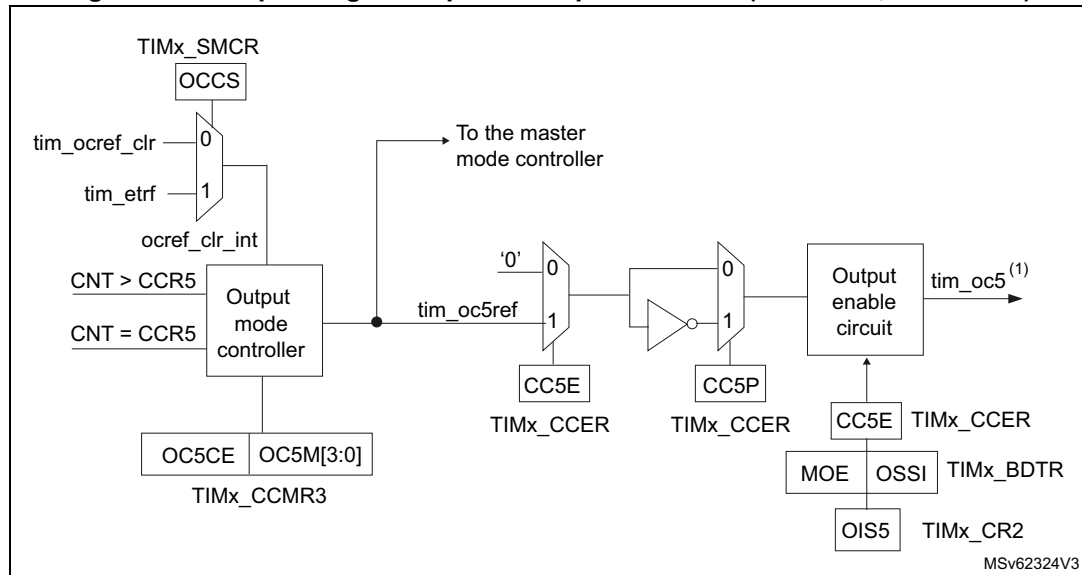 TIMx_SMCR
OCCS
tim_ocref_clr
0
tim_etrf
1
ocref_clr_int
To the master
mode controller
CNT > CCR5
CNT = CCR5
Output
mode
controller
OC5CE
OC5M[3:0]
TIMx_CCMR3
tim_oc5ref
‘0’
0
1
CC5E
TIMx_CCER
0
1
CC5P
TIMx_CCER
Output
enable
circuit
tim_oc5 (1)
CC5E
TIMx_CCER
MOE
OSSI
TIMx_BDTR
OIS5
TIMx_CR2
MSv62324V3